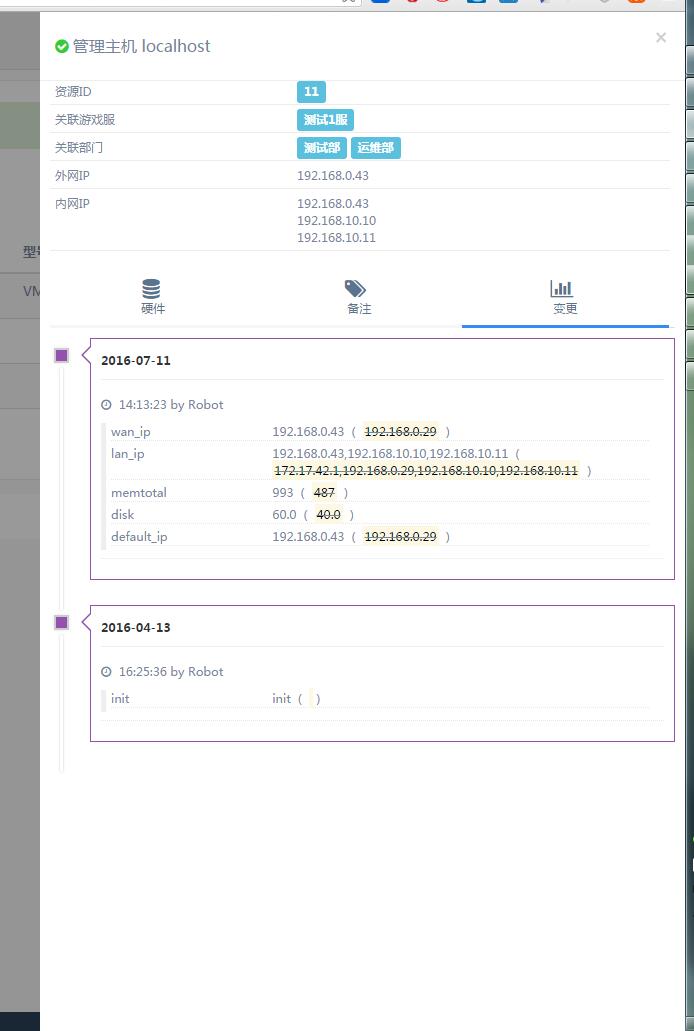 管理主机 localhost
×
资源ID 11
关联游戏服 测试1服
关联部门 测试部 运维部
外网IP 192.168.0.43
内网IP 192.168.0.43
192.168.10.10
192.168.10.11
VM
硬件 备注 变更
2016-07-11
14:13:23 by Robot
wan_ip 192.168.0.43 ( 192.168.0.29 )
lan_ip 192.168.0.43,192.168.10.10,192.168.10.11 (
172.17.42.1,192.168.0.29,192.168.10.10,192.168.10.11 )
memtotal 993 ( 487 )
disk 60.0 ( 40.0 )
default_ip 192.168.0.43 ( 192.168.0.29 )
2016-04-13
16:25:36 by Robot
init init ( )